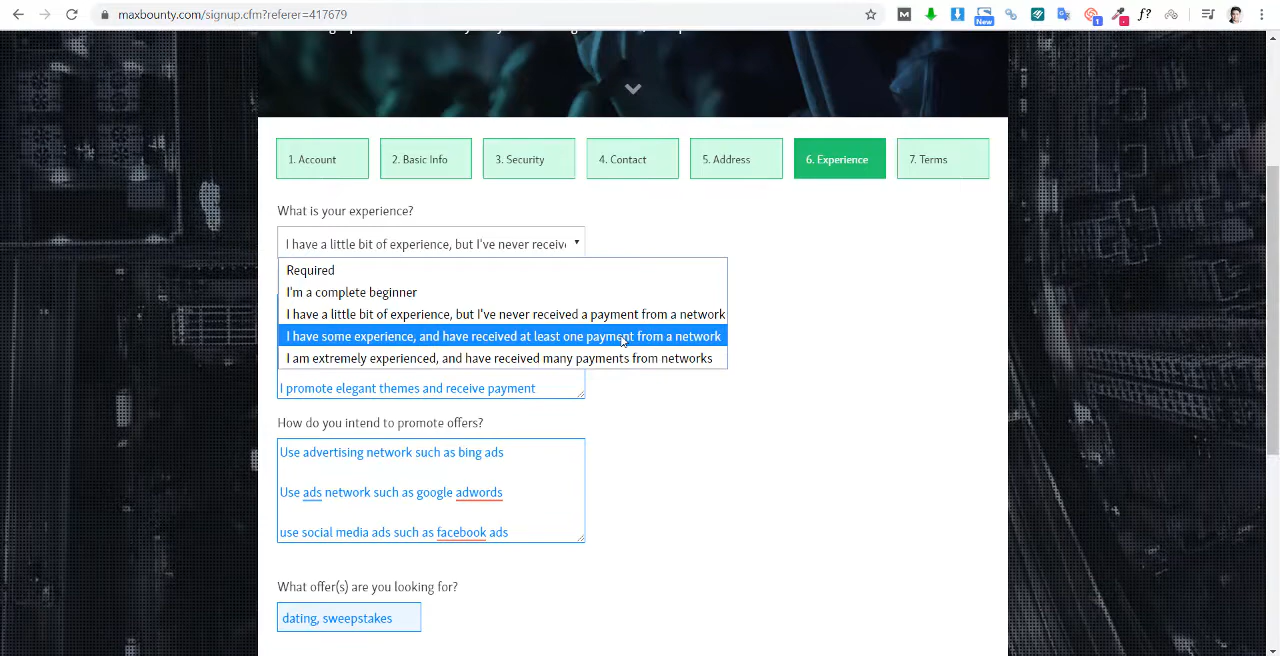 maxbounty.com/signup.cfm?referer=417679
New
1
f?
1. Account
2. Basic Info
3. Security
4. Contact
5. Address
6. Experience
7. Terms
What is your experience?
I have a little bit of experience, but I've never receiv
Required
I'm a complete beginner
I have a little bit of experience, but I've never received a payment from a network
I have some experience, and have received at least one payment from a network
I am extremely experienced, and have received many payments from networks
I promote elegant themes and receive payment
How do you intend to promote offers?
Use advertising network such as bing ads
Use ads network such as google adwords
use social media ads such as facebook ads
What offer(s) are you looking for?
dating, sweepstakes